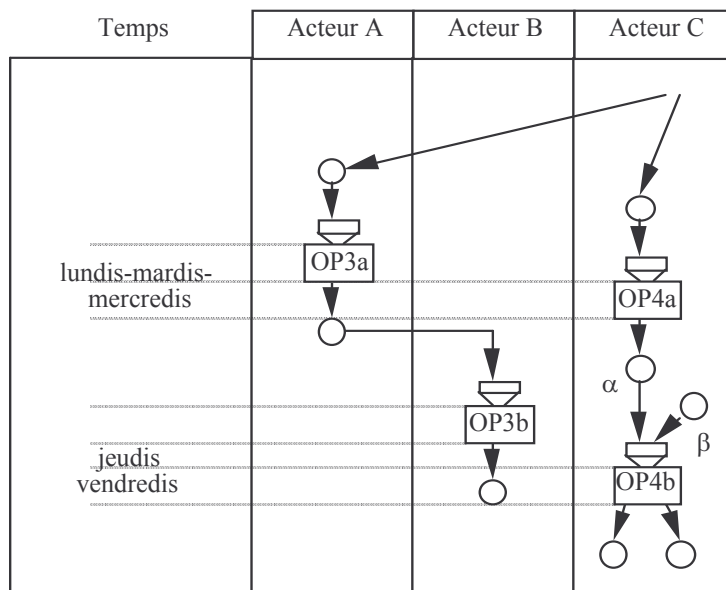 Temps Acteur A Acteur B Acteur C
OP3a
lundis-mardis-
mercredis
OP4a
α
OP3b
β
jeudis
vendredis
OP4b